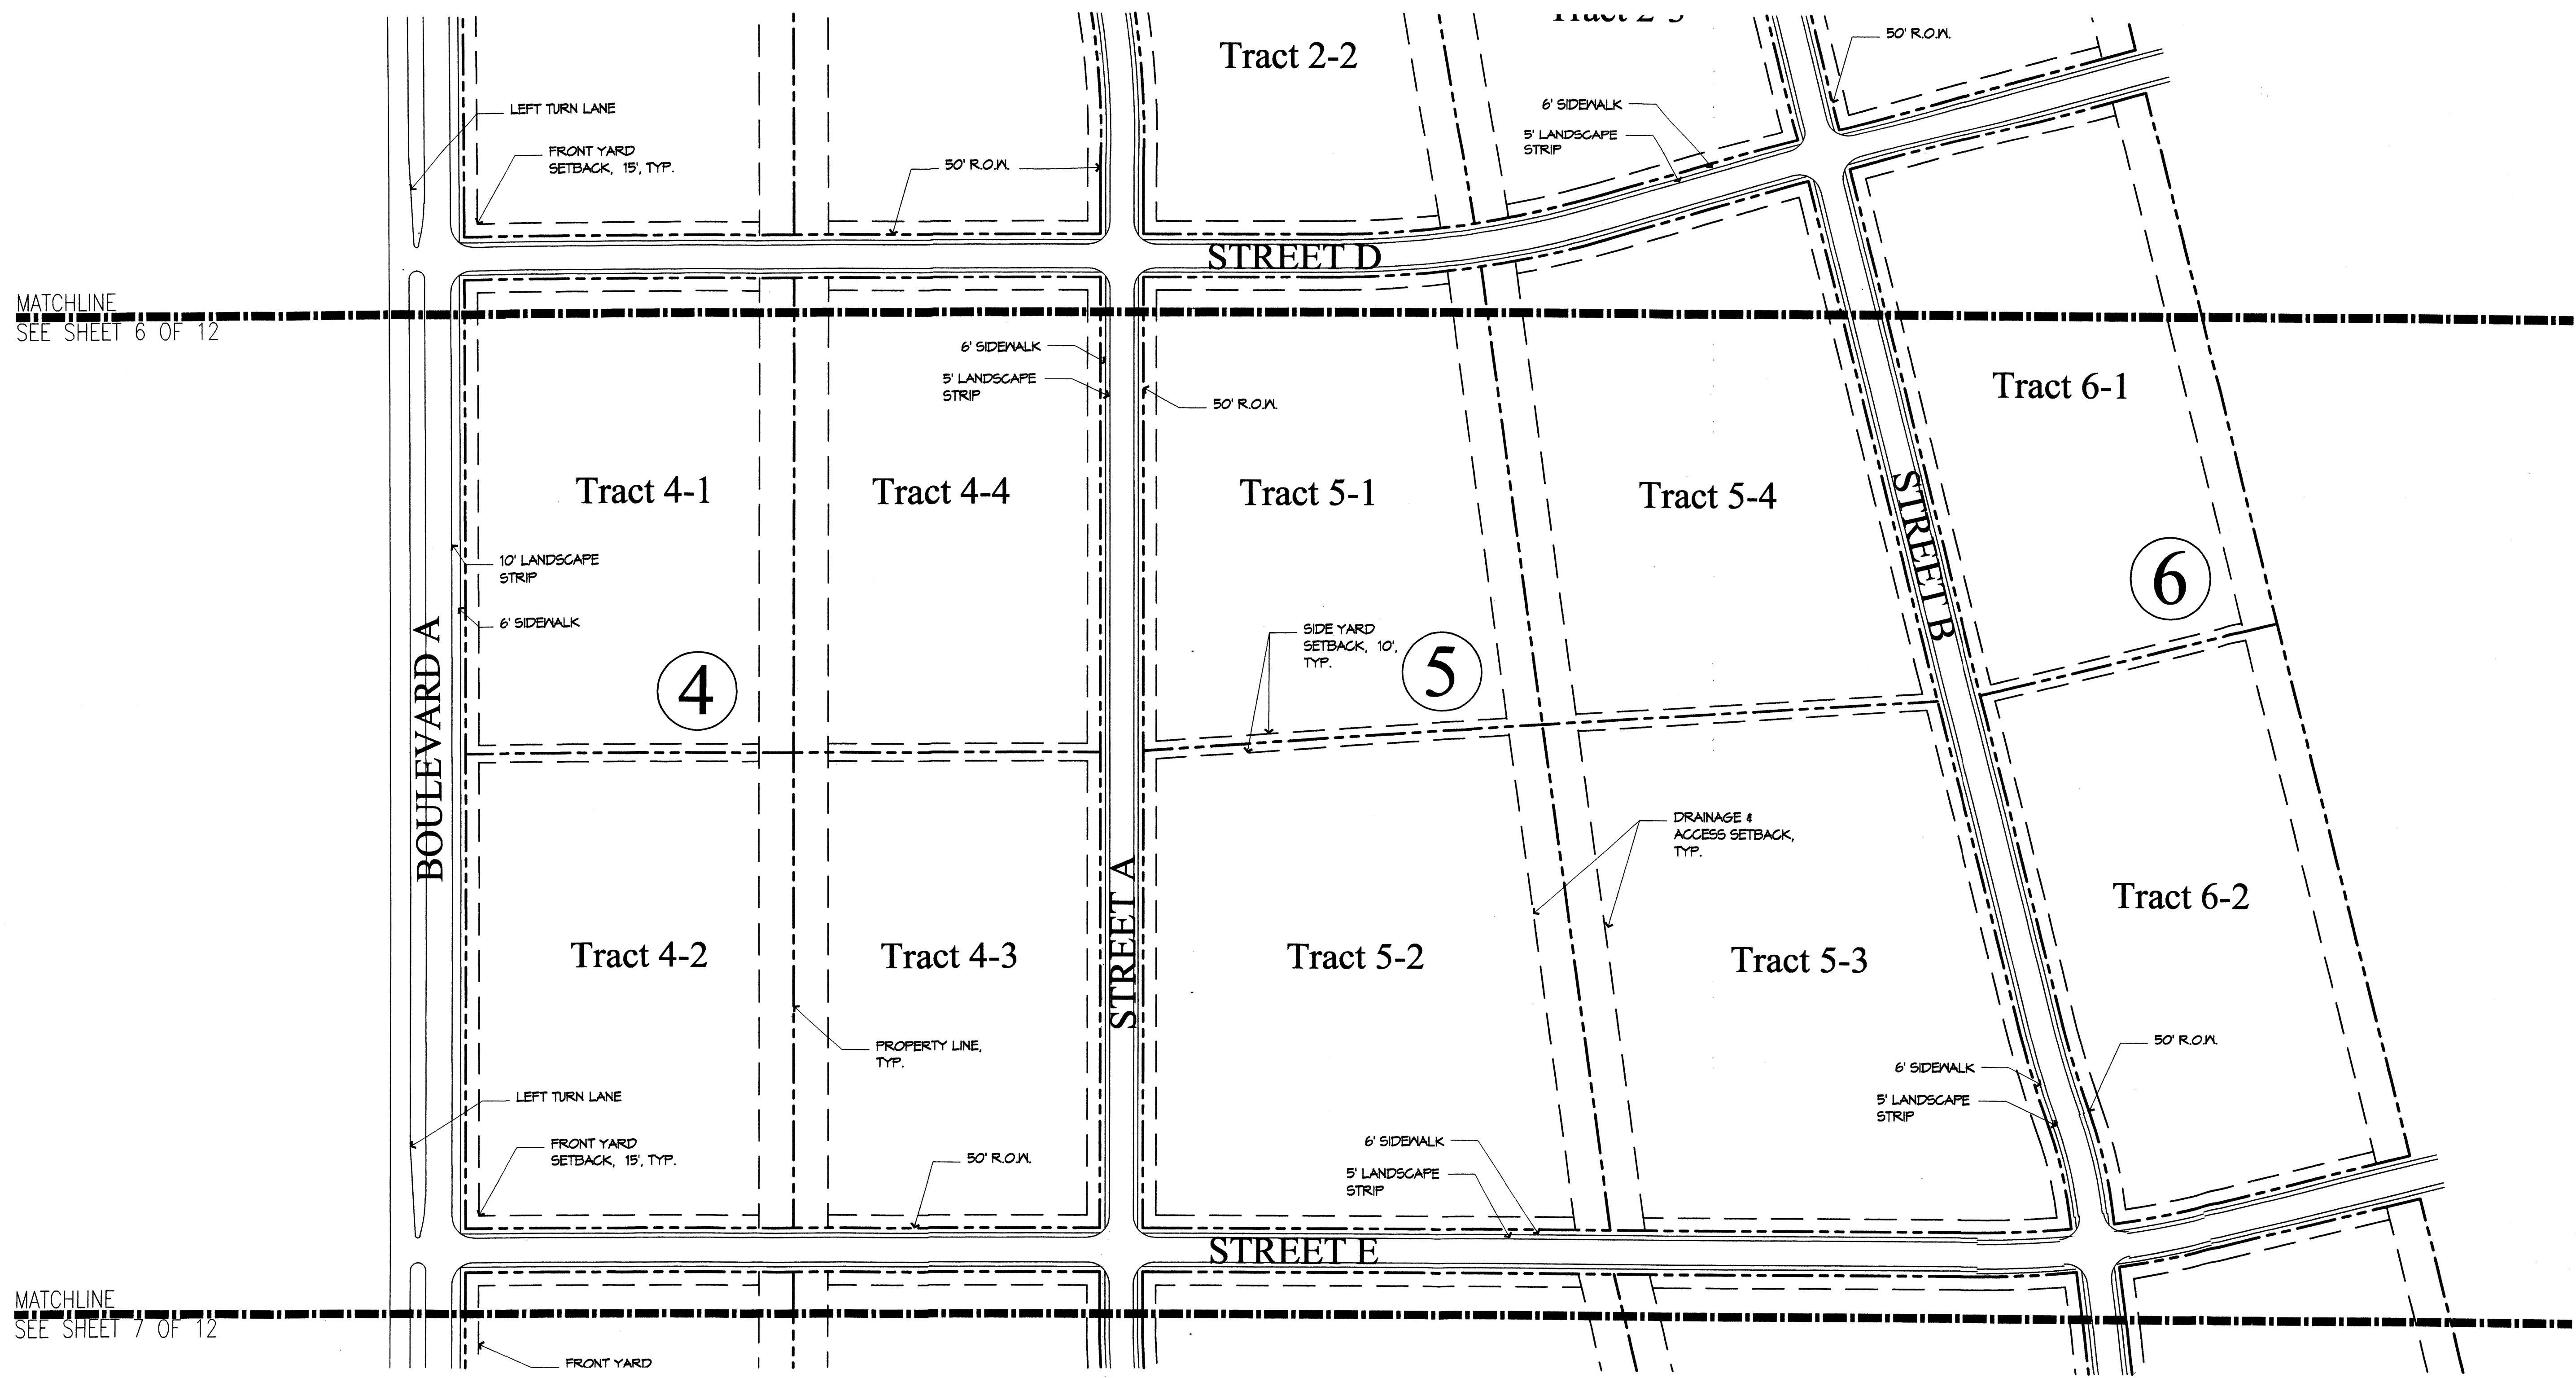 Tract 2-2
50' R.O.W.
LEFT TURN LANE
6' SIDEWALK
5' LANDSCAPE
STRIP
FRONT YARD
SETBACK, 15', TYP.
50' R.O.W.
STREET D
MATCHLINE
SEE SHEET 6 OF 12
6' SIDEWALK
5' LANDSCAPE
STRIP
50' R.O.W.
Tract 6-1
Tract 4-1
Tract 4-4
Tract 5-1
Tract 5-4
STREET B
10' LANDSCAPE
STRIP
6' SIDEWALK
6
SIDE YARD
SETBACK, 10',
TYP.
4
5
BOULEVARD A
DRAINAGE &
ACCESS SETBACK,
TYP.
STREET A
Tract 6-2
Tract 4-2
Tract 4-3
Tract 5-2
Tract 5-3
PROPERTY LINE,
TYP.
50' R.O.W.
6' SIDEWALK
5' LANDSCAPE
STRIP
LEFT TURN LANE
FRONT YARD
SETBACK, 15', TYP.
50' R.O.W.
6' SIDEWALK
5' LANDSCAPE
STRIP
STREET E
MATCHLINE
SEE SHEET 7 OF 12
FRONT YARD